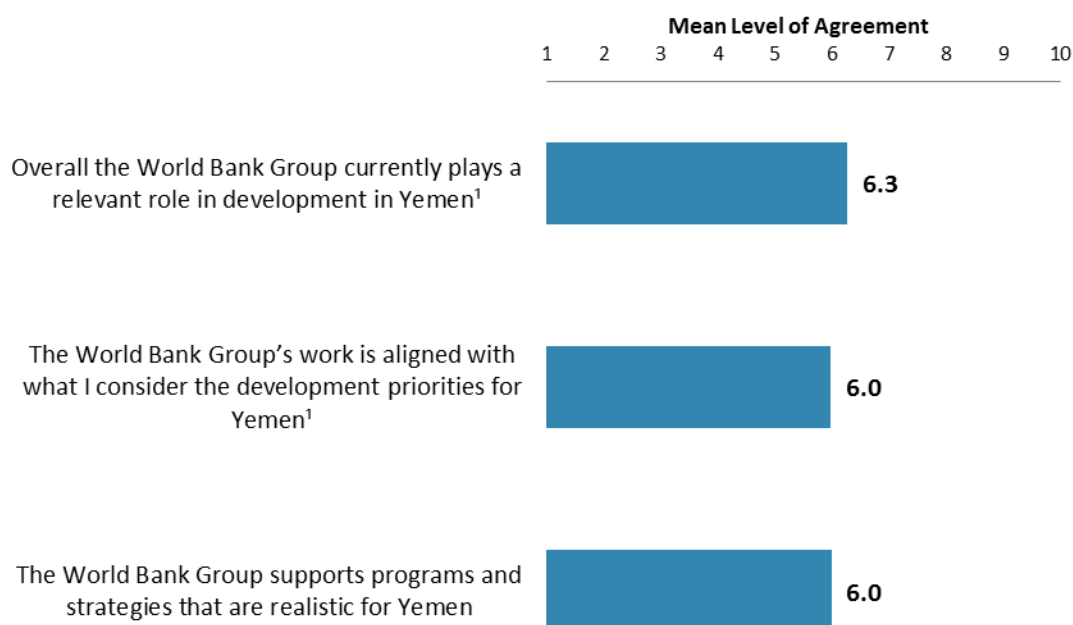 Mean Level of Agreement
1 2 3 4 5 6 7 8 9 10
Overall the World Bank Group currently plays a
relevant role in development in Yemen¹
6.3
The World Bank Group’s work is aligned with
what I consider the development priorities for
Yemen¹
6.0
The World Bank Group supports programs and
strategies that are realistic for Yemen
6.0